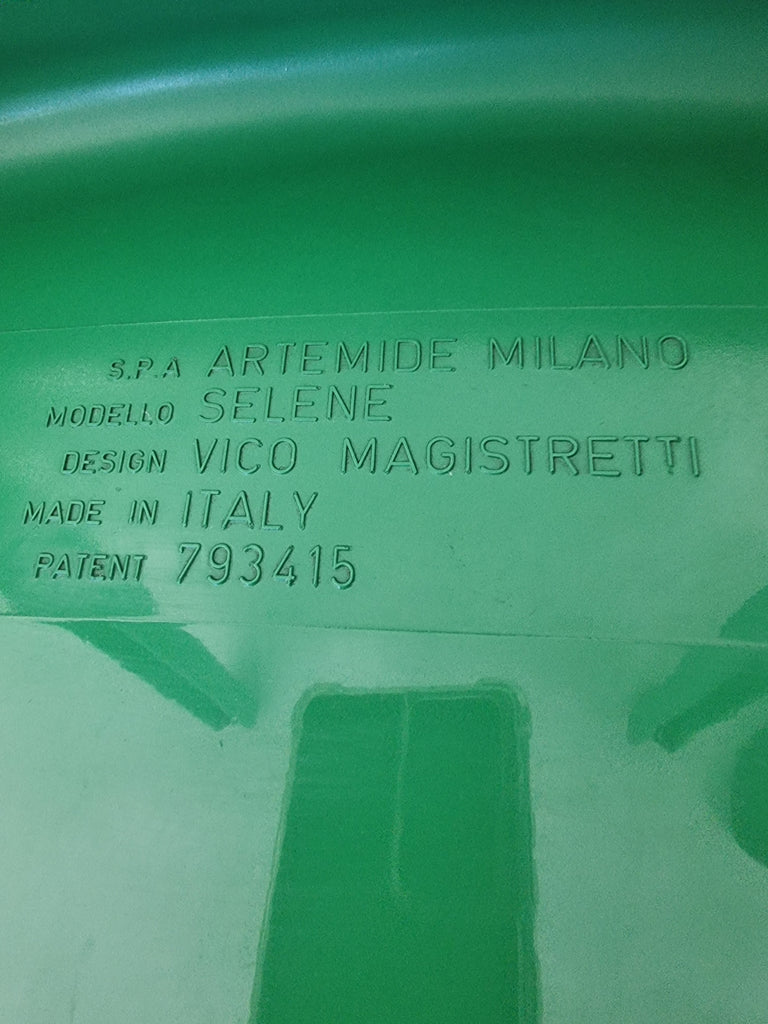 S.P.A ARTEMIDE MILANO
MODELLO SELENE
DESIGN VICO MAGISTRETTI
MADE IN ITALY
PATENT 793415